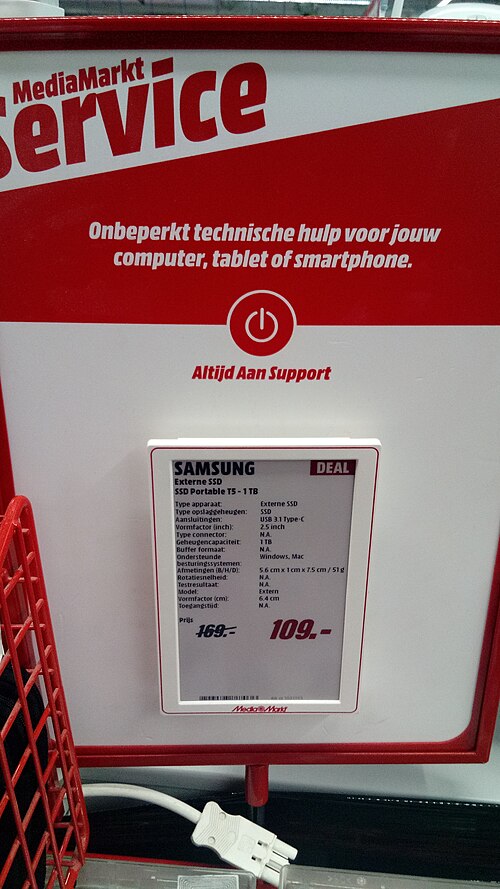 MediaMarkt
Service
Onbeperkt technische hulp voor jouw
computer, tablet of smartphone.
Altijd Aan Support
SAMSUNG DEAL
Externe SSD
SSD Portable T5 - 1 TB
Type apparaat: Externe SSD
Type opslaggeheugen: SSD
Aansluitingen: USB 3.1 Type-C
Vormfactor (inch): 2.5 inch
Type connector: N.A.
Geheugencapaciteit: 1 TB
Buffer formaat: N.A.
Ondersteunde Windows, Mac
besturingssystemen:
Afmetingen (B/H/D): 5.6 cm x 1 cm x 7.5 cm / 51 g
Rotatiesnelheid: N.A.
Testresultaat: N.A.
Model: Extern
Vormfactor (cm): 6.4 cm
Toegangstijd: N.A.
Prijs
169.- 109.-
MediaMarkt